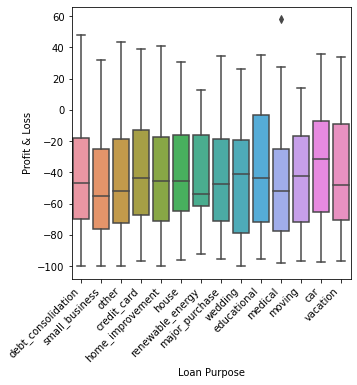 60
40
20
0
−20
−40
−60
−80
−100
Profit & Loss
debt_consolidation
small_business
other
credit_card
home_improvement
house
renewable_energy
major_purchase
wedding
educational
medical
moving
car
vacation
Loan Purpose